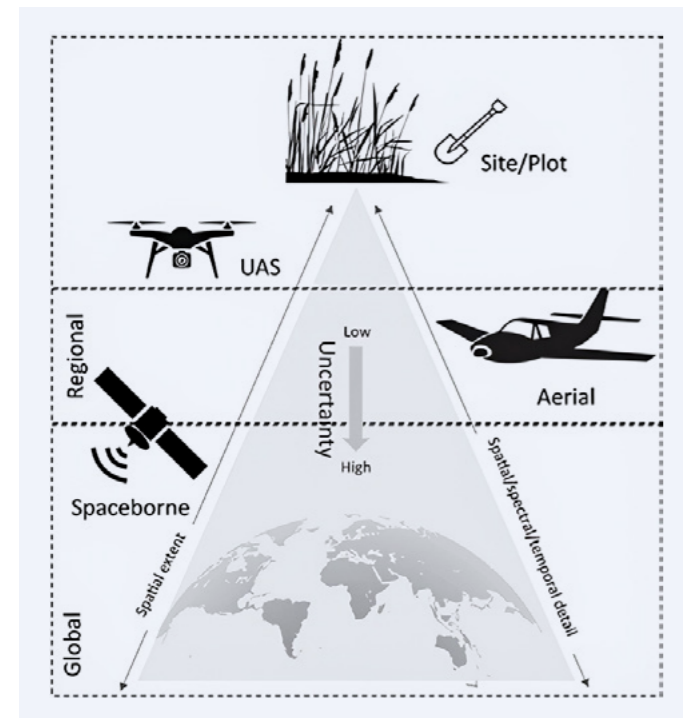 Site/Plot
UAS
Regional
Low
Uncertainty
High
Aerial
Spaceborne
Spatial extent
Spatial/spectral/temporal detail
Global